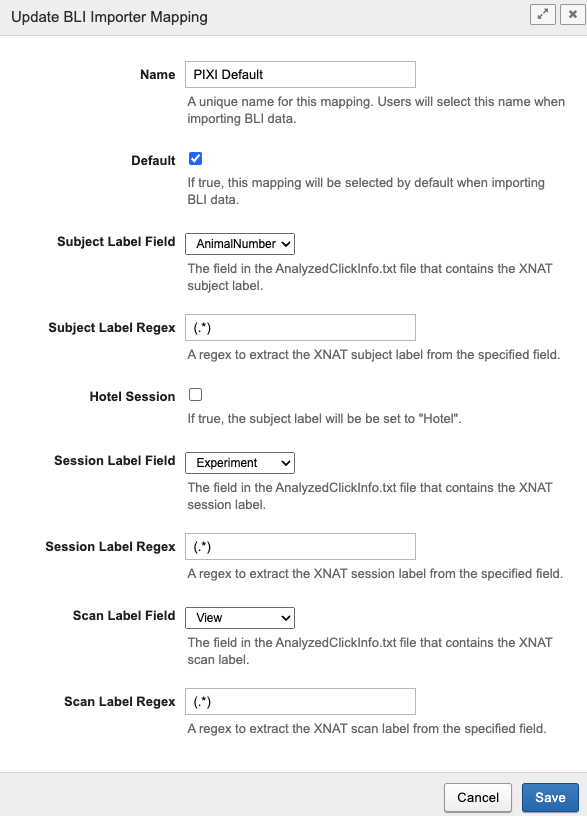 Update BLI Importer Mapping
Name
PIXI Default
A unique name for this mapping. Users will select this name when
importing BLI data.
Default
If true, this mapping will be selected by default when importing
BLI data.
Subject Label Field
AnimalNumber
The field in the AnalyzedClickInfo.txt file that contains the XNAT
subject label.
Subject Label Regex
(.*)
A regex to extract the XNAT subject label from the specified field.
Hotel Session
If true, the subject label will be be set to "Hotel".
Session Label Field
Experiment
The field in the AnalyzedClickInfo.txt file that contains the XNAT
session label.
Session Label Regex
(.*)
A regex to extract the XNAT session label from the specified field.
Scan Label Field
View
The field in the AnalyzedClickInfo.txt file that contains the XNAT
scan label.
Scan Label Regex
(.*)
A regex to extract the XNAT scan label from the specified field.
Cancel
Save